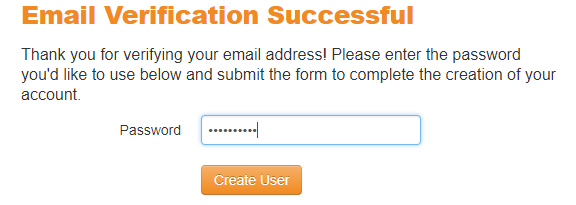 Email Verification Successful
Thank you for verifying your email address! Please enter the password
you'd like to use below and submit the form to complete the creation of your
account.
Password ••••••••••
Create User